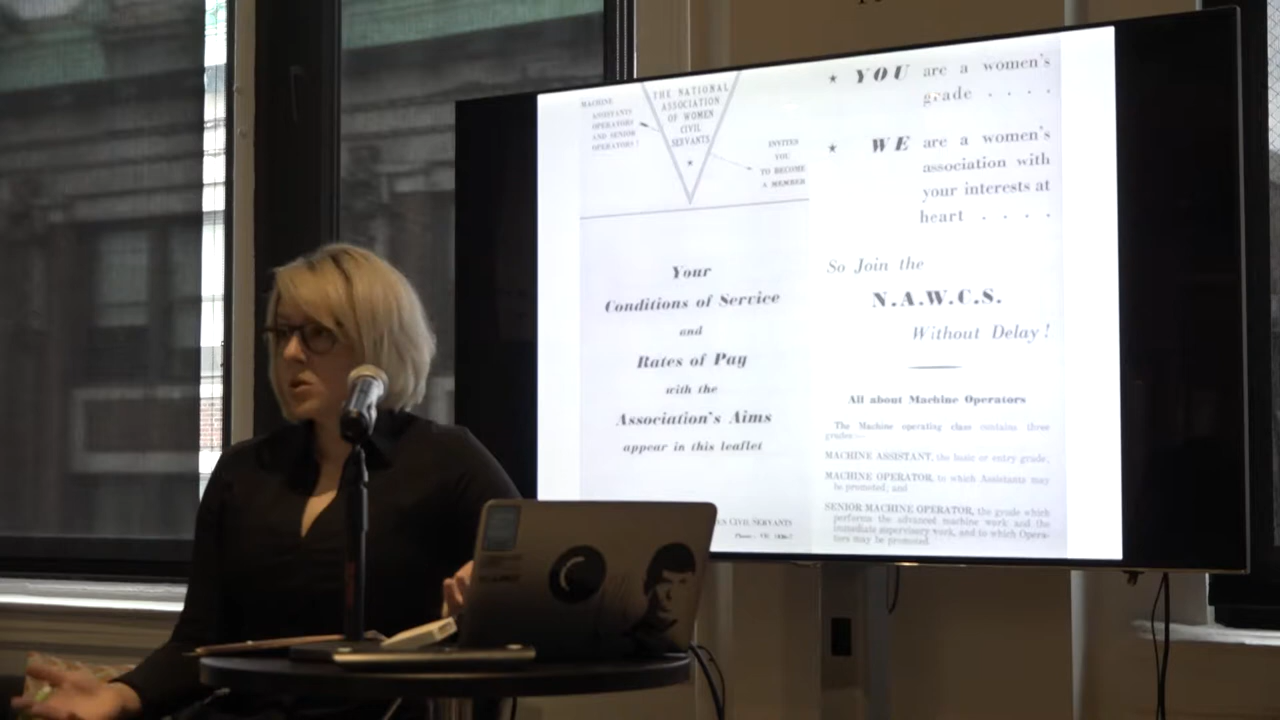 MACHINE
ASSISTANTS
OPERATORS
AND SENIOR
OPERATORS!
THE NATIONAL
ASSOCIATION
OF WOMEN
CIVIL
SERVANTS
INVITES
YOU
TO BECOME
A MEMBER
Your
Conditions of Service
and
Rates of Pay
with the
Association's Aims
appear in this leaflet
CIVIL SERVANTS
★ YOU are a women's
grade . . . .
★ WE are a women's
association with
your interests at
heart . . . .
So Join the
N.A.W.C.S.
Without Delay!
All about Machine Operators
The Machine operating class contains three
grades—
MACHINE ASSISTANT, the basic or entry grade;
MACHINE OPERATOR, to which Assistants may
be promoted; and
SENIOR MACHINE OPERATOR, the grade which
performs the advanced machine work and the
immediate supervisory work, and to which Opera-
tors may be promoted.